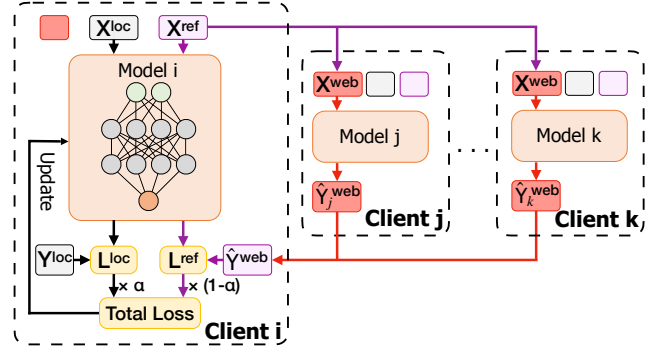 X^loc X^ref
Model i
X^web X^web
Model j Model k
. . .
Update
Ŷ_j^web Ŷ_k^web
Client j Client k
Y^loc L^loc L^ref Ŷ^web
× α × (1-α)
Total Loss
Client i